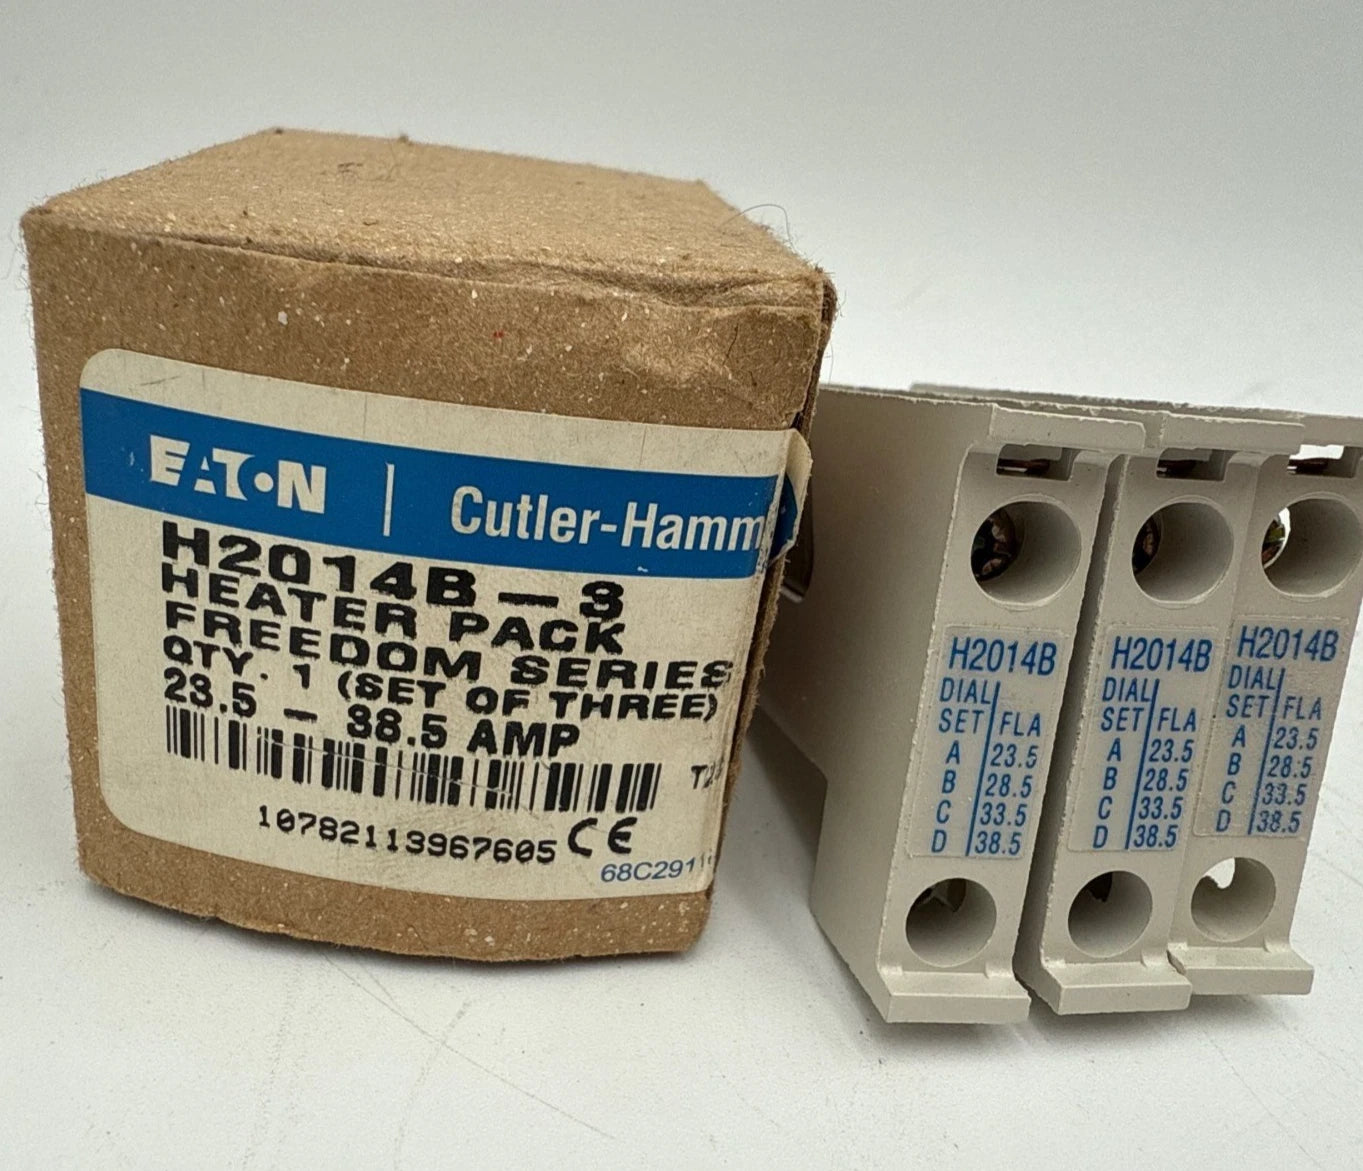 EATON | Cutler-Hamm
H2014B-3
HEATER PACK
FREEDOM SERIES
QTY. 1 (SET OF THREE)
23.5 - 38.5 AMP
10782113967605 CE
68C291
H2014B
DIAL
SET FLA
A 23.5
B 28.5
C 33.5
D 38.5
H2014B
DIAL
SET FLA
A 23.5
B 28.5
C 33.5
D 38.5
H2014B
DIAL
SET FLA
A 23.5
B 28.5
C 33.5
D 38.5